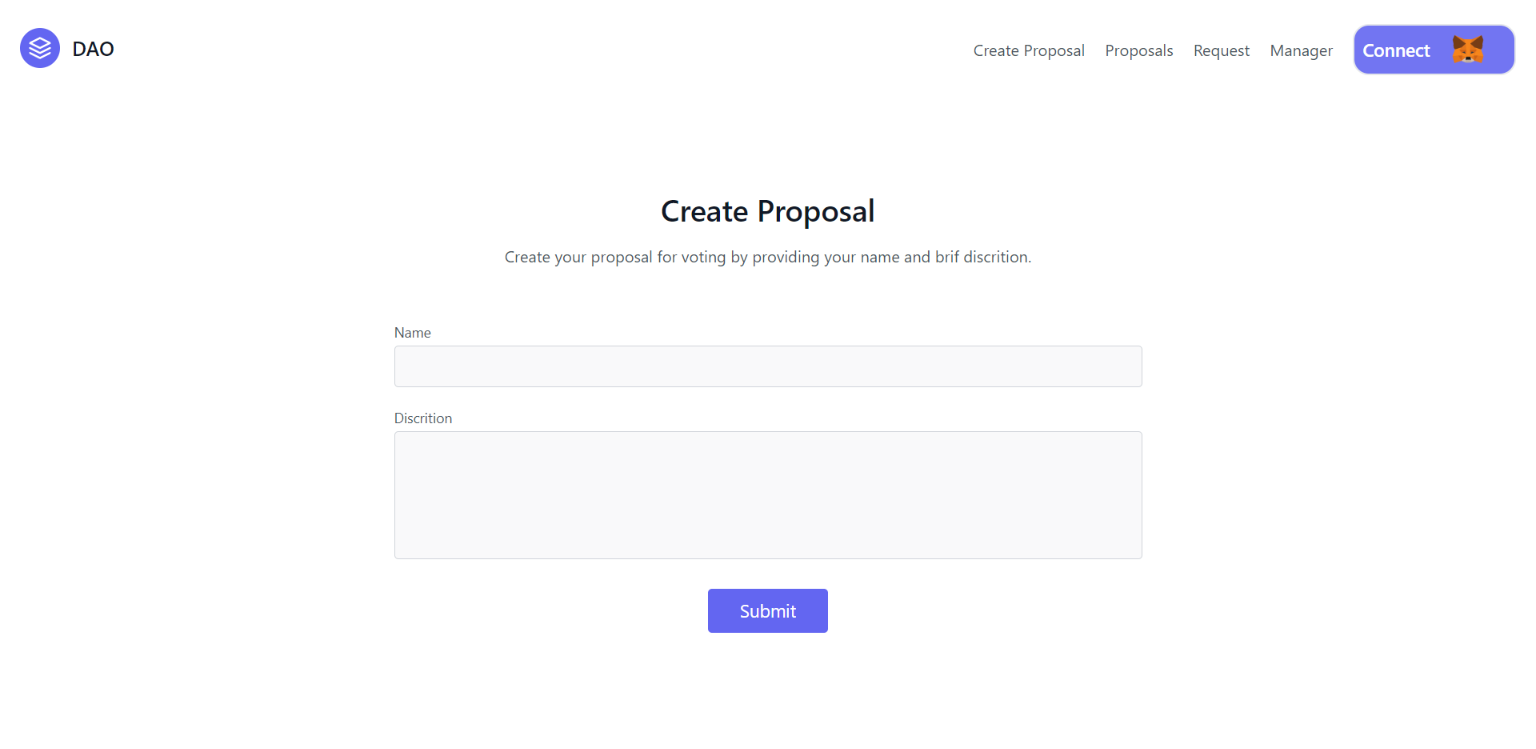 DAO
Create Proposal Proposals Request Manager Connect
Create Proposal
Create your proposal for voting by providing your name and brif discrition.
Name
Discrition
Submit